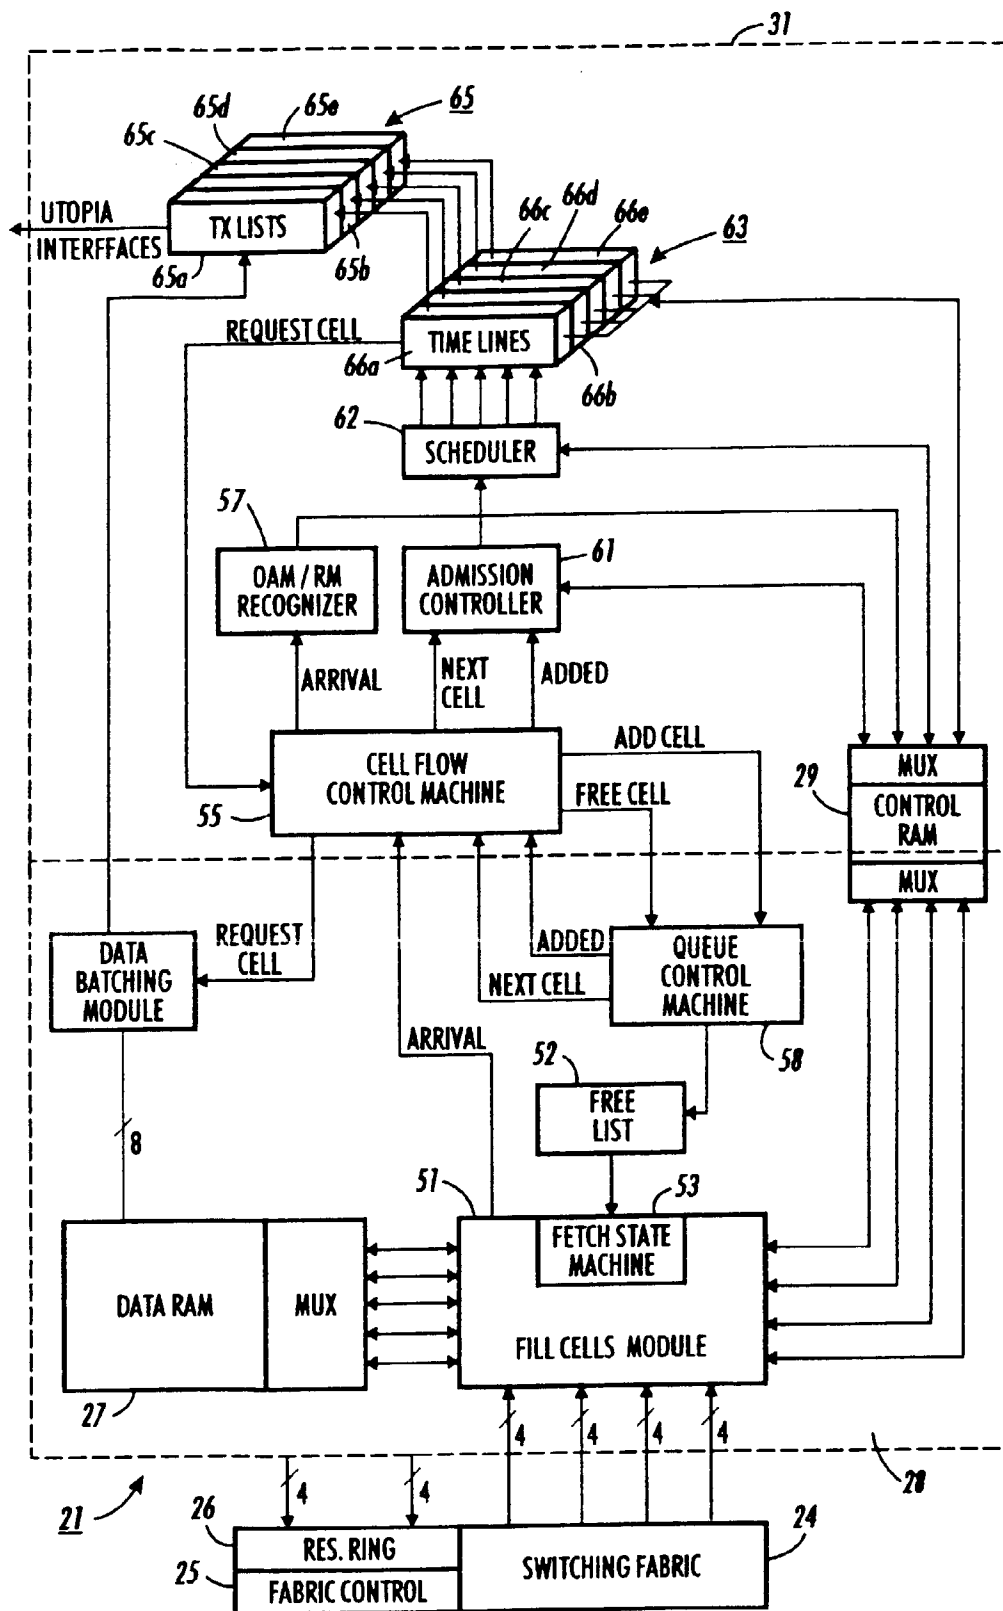 31
65e
65
65d
65c
UTOPIA
INTERFFACES
TX LISTS
65a
65b
66c
66d
66e
63
REQUEST CELL
TIME LINES
66a
66b
62
SCHEDULER
57
OAM / RM
RECOGNIZER
61
ADMISSION
CONTROLLER
ARRIVAL
NEXT
CELL
ADDED
CELL FLOW
CONTROL MACHINE
55
ADD CELL
FREE CELL
29
MUX
CONTROL
RAM
MUX
DATA
BATCHING
MODULE
REQUEST
CELL
ADDED
NEXT CELL
QUEUE
CONTROL
MACHINE
58
ARRIVAL
52
FREE
LIST
8
51
53
FETCH STATE
MACHINE
DATA RAM
MUX
FILL CELLS MODULE
27
4
4
4
4
28
21
4
4
26
RES. RING
25
FABRIC CONTROL
SWITCHING FABRIC
24